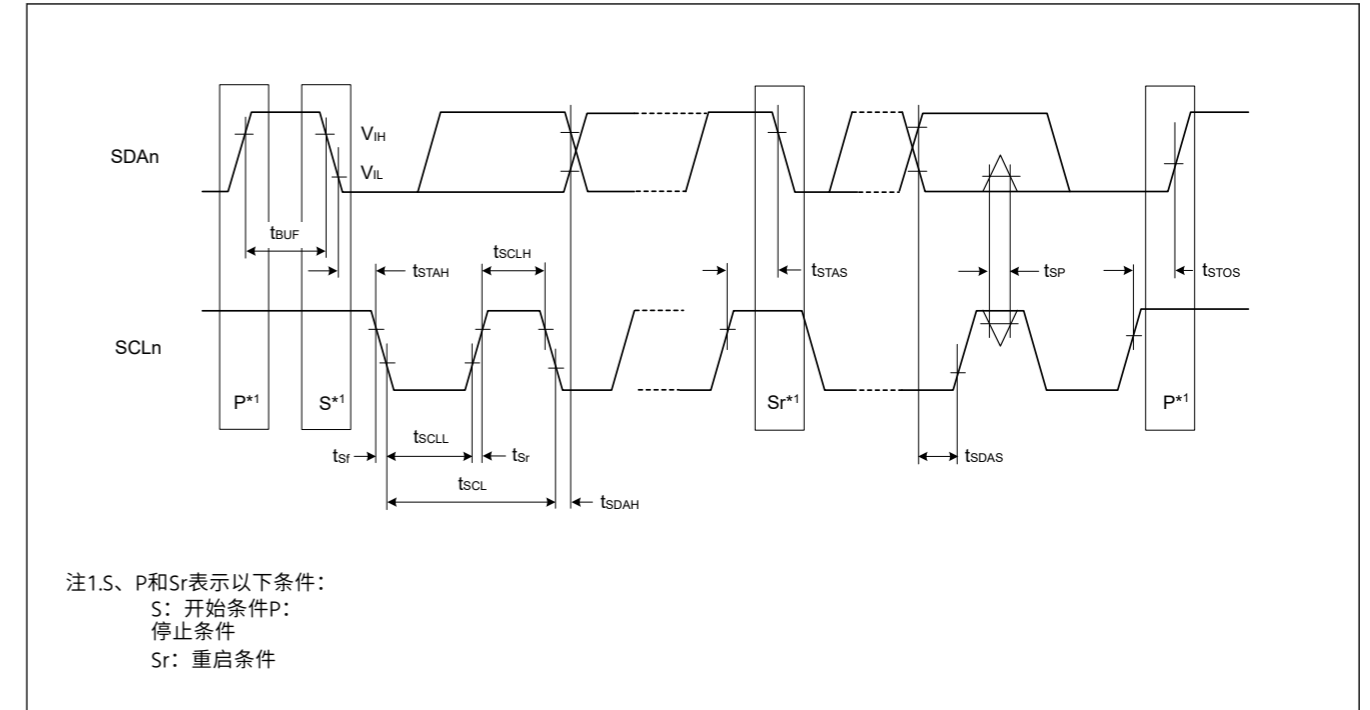 SDAn
VIH
VIL
tBUF
tSTAH
tSCLH
tSTAS
tSP
tSTOS
SCLn
P*1
S*1
Sr*1
P*1
tSf
tSCLL
tSr
tSDAS
tSCL
tSDAH
注1.S、P和Sr表示以下条件：
S：开始条件P：
停止条件
Sr：重启条件